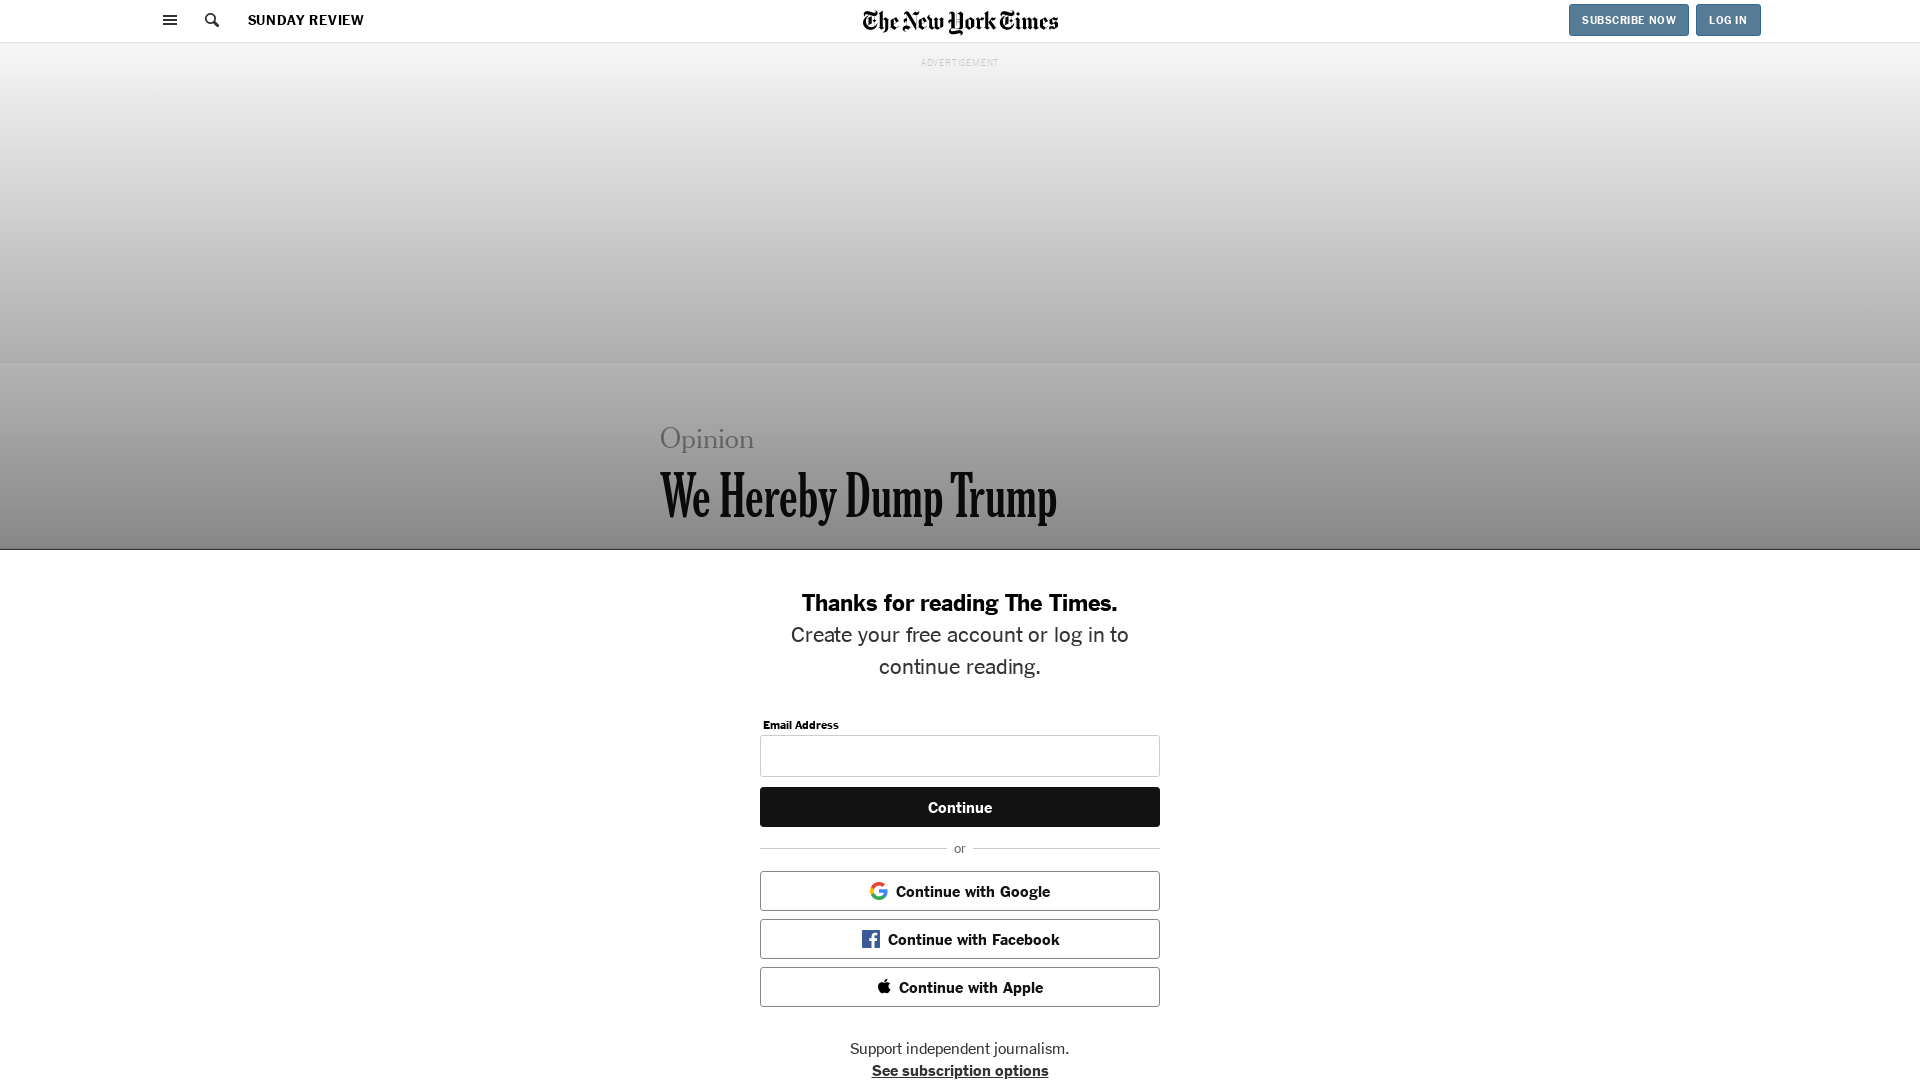 SUNDAY REVIEW
The New York Times
SUBSCRIBE NOW
LOG IN
ADVERTISEMENT
Opinion
We Hereby Dump Trump
Thanks for reading The Times.
Create your free account or log in to
continue reading.
Email Address
Continue
or
Continue with Google
Continue with Facebook
Continue with Apple
Support independent journalism.
See subscription options